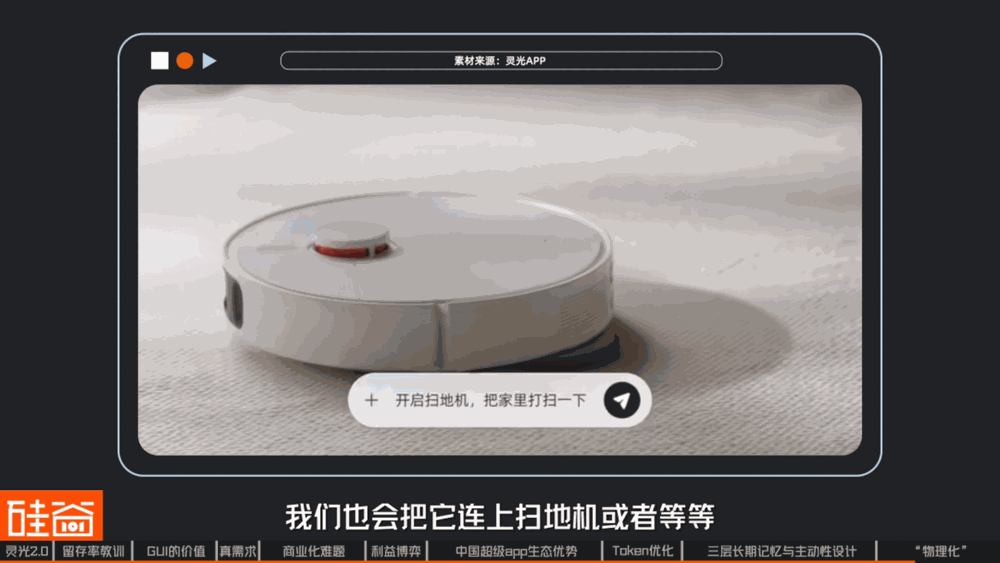 素材来源：灵光APP
+ 开启扫地机，把家里打扫一下
我们也会把它连上扫地机或者等等
硅谷101
灵光2.0 留存率教训 GUI的价值 真需求 商业化难题 利益博弈 中国超级app生态优势 Token优化 三层长期记忆与主动性设计 “物理化”